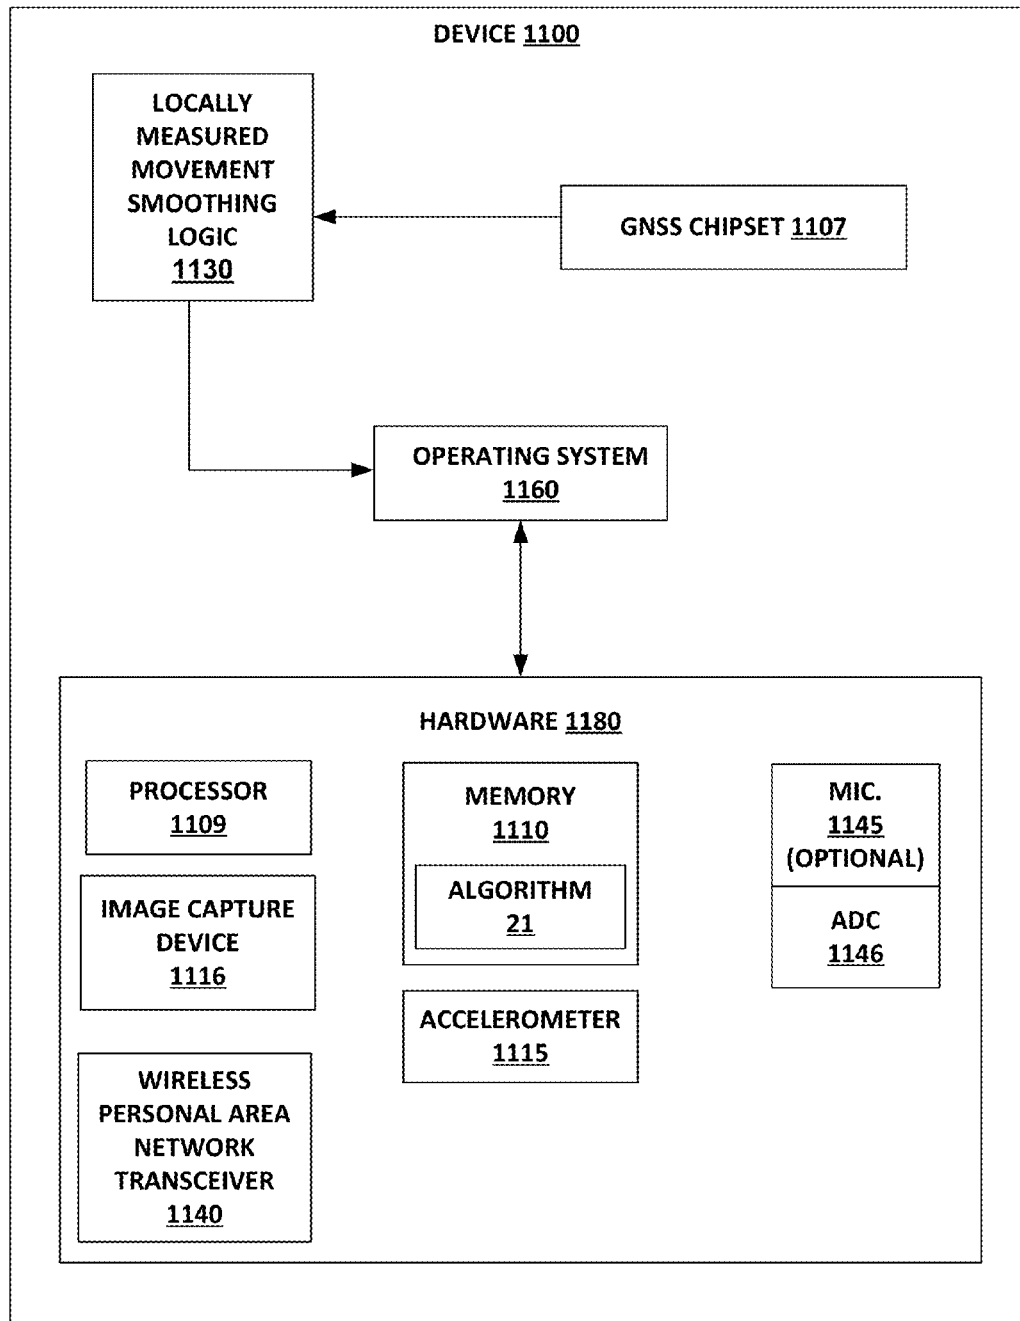 DEVICE 1100
LOCALLY
MEASURED
MOVEMENT
SMOOTHING
LOGIC
1130
GNSS CHIPSET 1107
OPERATING SYSTEM
1160
HARDWARE 1180
PROCESSOR
1109
IMAGE CAPTURE
DEVICE
1116
WIRELESS
PERSONAL AREA
NETWORK
TRANSCEIVER
1140
MEMORY
1110
ALGORITHM
21
ACCELEROMETER
1115
MIC.
1145
(OPTIONAL)
ADC
1146